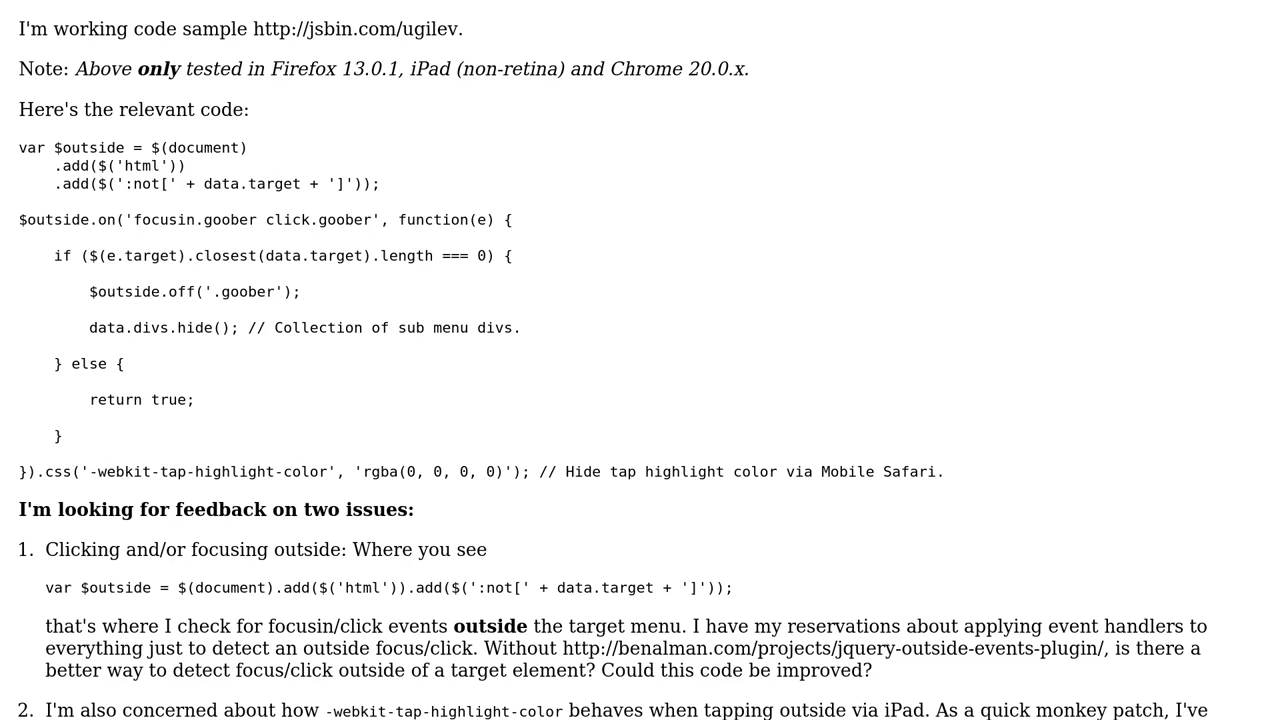 I'm working code sample http://jsbin.com/ugilev.
Note: Above only tested in Firefox 13.0.1, iPad (non-retina) and Chrome 20.0.x.
Here's the relevant code:
var $outside = $(document)
    .add($('html'))
    .add($(':not[' + data.target + ']'));
$outside.on('focusin.goober click.goober', function(e) {
    if ($(e.target).closest(data.target).length === 0) {
        $outside.off('.goober');
        data.divs.hide(); // Collection of sub menu divs.
    } else {
        return true;
    }
}).css('-webkit-tap-highlight-color', 'rgba(0, 0, 0, 0)'); // Hide tap highlight color via Mobile Safari.
I'm looking for feedback on two issues:
1. Clicking and/or focusing outside: Where you see
var $outside = $(document).add($('html')).add($(':not[' + data.target + ']'));
that's where I check for focusin/click events outside the target menu. I have my reservations about applying event handlers to
everything just to detect an outside focus/click. Without http://benalman.com/projects/jquery-outside-events-plugin/, is there a
better way to detect focus/click outside of a target element? Could this code be improved?
2. I'm also concerned about how -webkit-tap-highlight-color behaves when tapping outside via iPad. As a quick monkey patch, I've